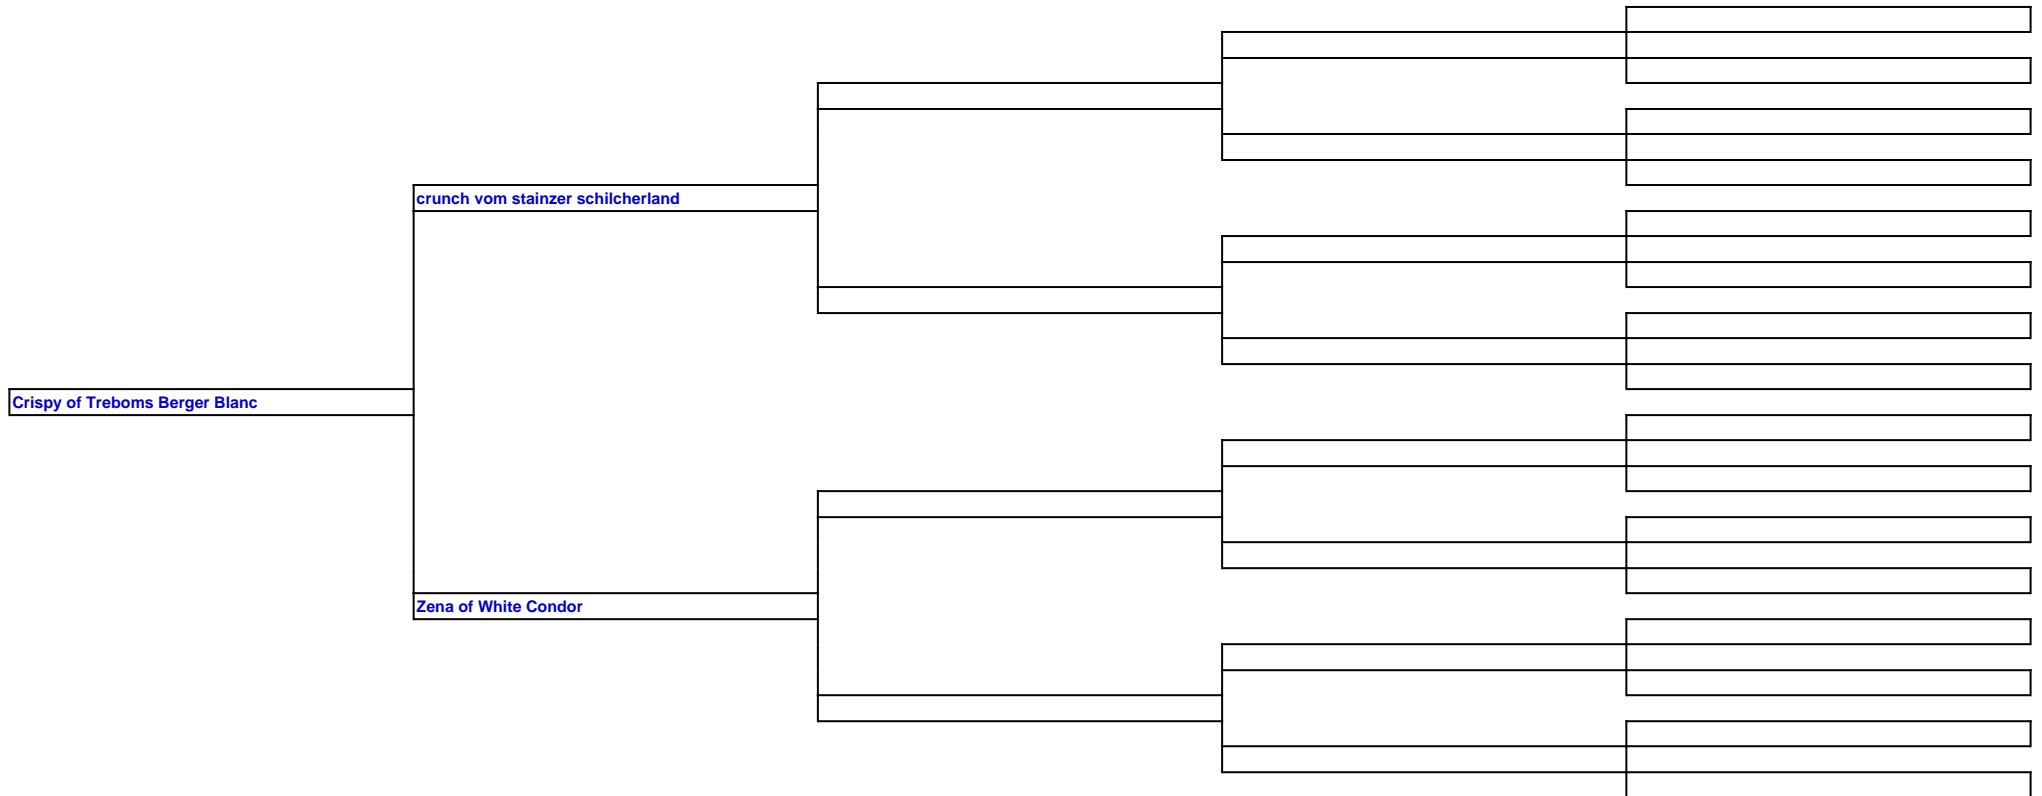 crunch vom stainzer schilcherland
Crispy of Treboms Berger Blanc
Zena of White Condor